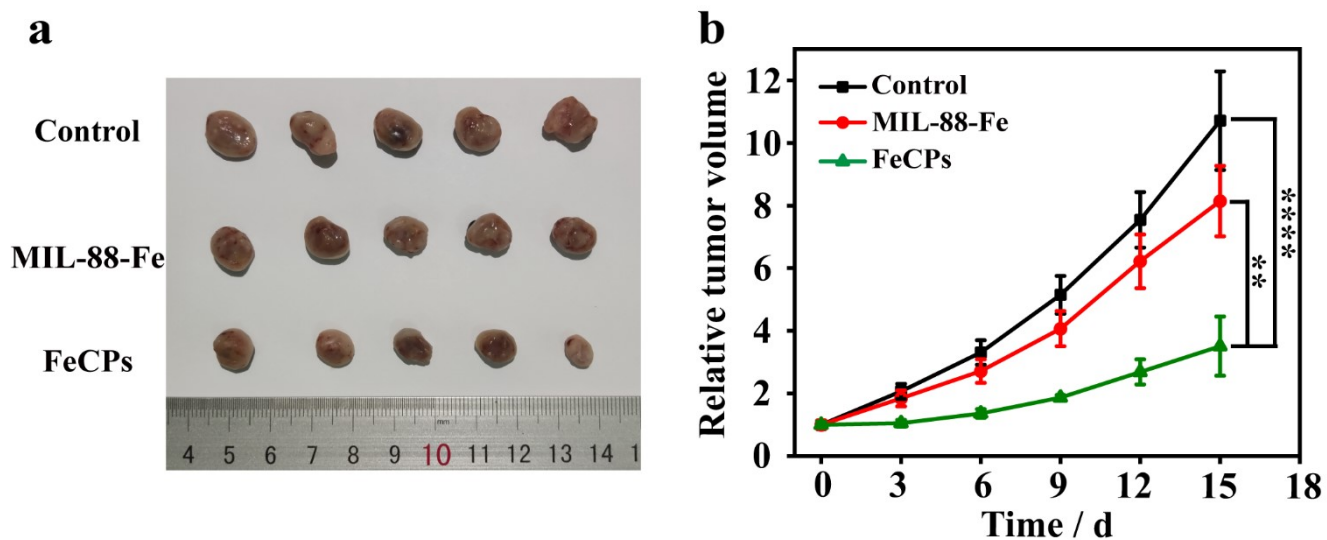 a
Control
MIL-88-Fe
FeCPs
mm
4 5 6 7 8 9 10 11 12 13 14 1
b
Relative tumor volume
12
10
8
6
4
2
0
Control
MIL-88-Fe
FeCPs
****
**
0 3 6 9 12 15 18
Time / d